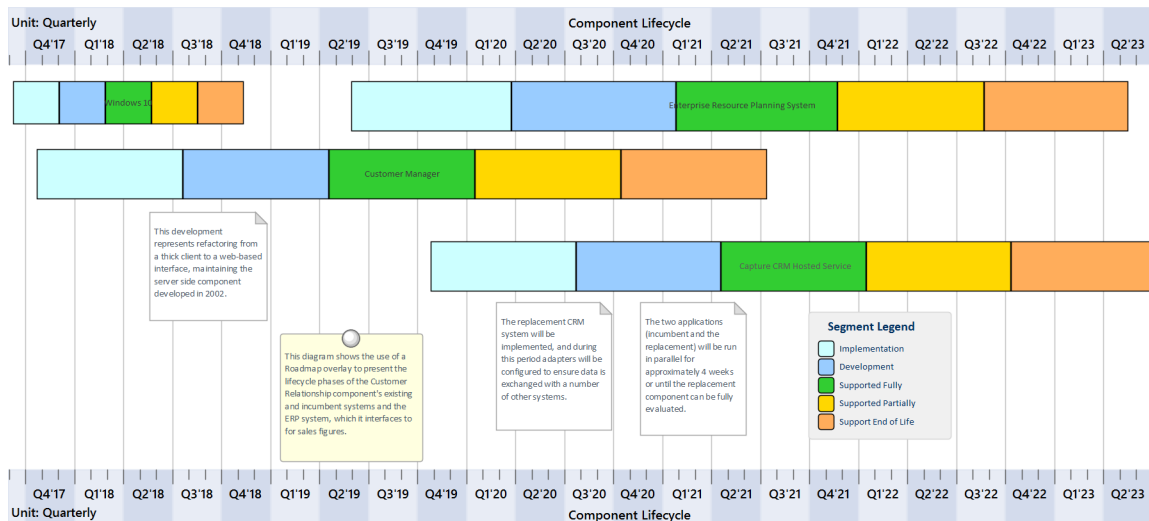 Unit: Quarterly
Component Lifecycle
Q4'17 Q1'18 Q2'18 Q3'18 Q4'18 Q1'19 Q2'19 Q3'19 Q4'19 Q1'20 Q2'20 Q3'20 Q4'20 Q1'21 Q2'21 Q3'21 Q4'21 Q1'22 Q2'22 Q3'22 Q4'22 Q1'23 Q2'23
Windows 10
Enterprise Resource Planning System
Customer Manager
This development
represents refactoring from
a thick client to a web-based
interface, maintaining the
server side component
developed in 2002.
Capture CRM Hosted Service
The replacement CRM
system will be
implemented, and during
this period adapters will be
configured to ensure data is
exchanged with a number
of other systems.
The two applications
(incumbent and the
replacement) will be run
in parallel for
approximately 4 weeks
or until the replacement
component can be fully
evaluated.
Segment Legend
Implementation
Development
Supported Fully
Supported Partially
Support End of Life
This diagram shows the use of a
Roadmap overlay to present the
lifecycle phases of the Customer
Relationship component's existing
and incumbent systems and the
ERP system, which it interfaces to
for sales figures.
Q4'17 Q1'18 Q2'18 Q3'18 Q4'18 Q1'19 Q2'19 Q3'19 Q4'19 Q1'20 Q2'20 Q3'20 Q4'20 Q1'21 Q2'21 Q3'21 Q4'21 Q1'22 Q2'22 Q3'22 Q4'22 Q1'23 Q2'23
Unit: Quarterly
Component Lifecycle